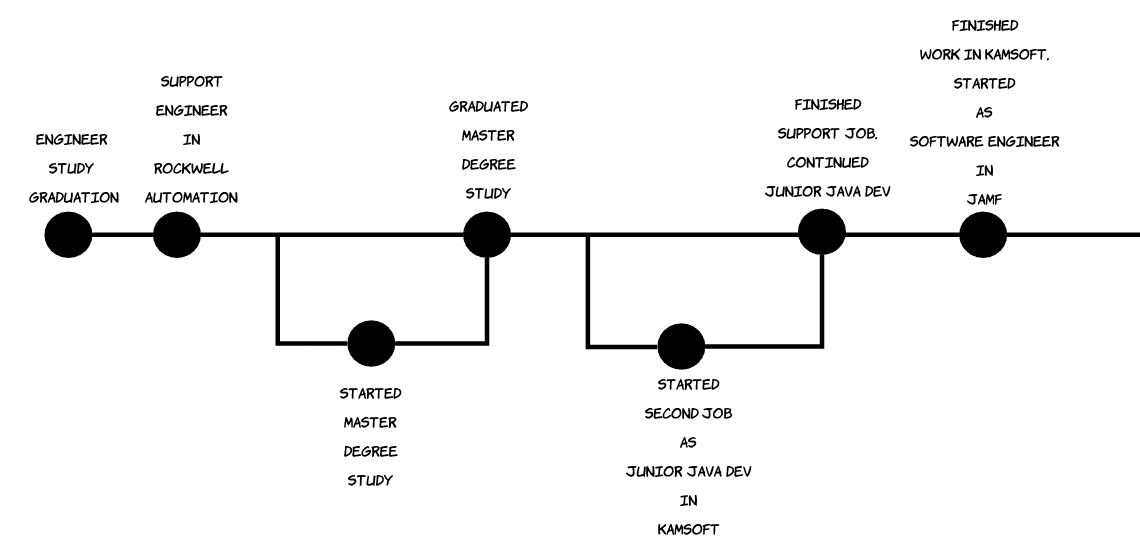 ENGINEER
STUDY
GRADUATION
SUPPORT
ENGINEER
IN
ROCKWELL
AUTOMATION
STARTED
MASTER
DEGREE
STUDY
GRADUATED
MASTER
DEGREE
STUDY
STARTED
SECOND JOB
AS
JUNIOR JAVA DEV
IN
KAMSOFT
FINISHED
SUPPORT JOB,
CONTINUED
JUNIOR JAVA DEV
FINISHED
WORK IN KAMSOFT,
STARTED
AS
SOFTWARE ENGINEER
IN
JAMF